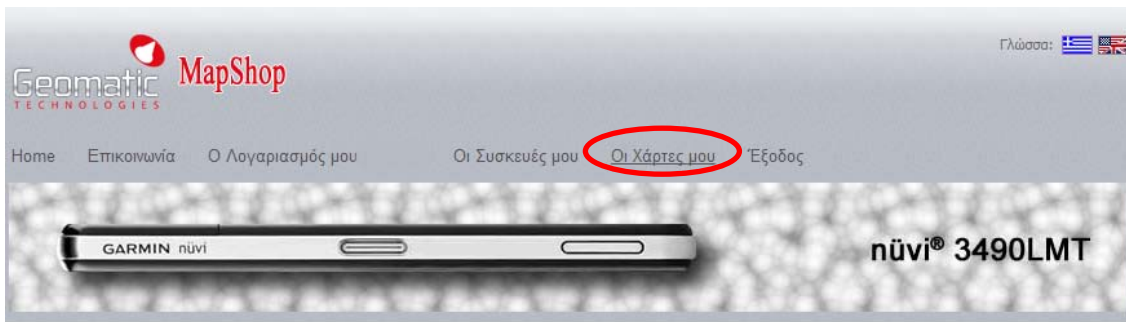 Γλώσσα:
Geomatic
TECHNOLOGIES
MapShop
Home Επικοινωνία Ο Λογαριασμός μου Οι Συσκευές μου Οι Χάρτες μου Έξοδος
GARMIN nüvi
nüvi® 3490LMT